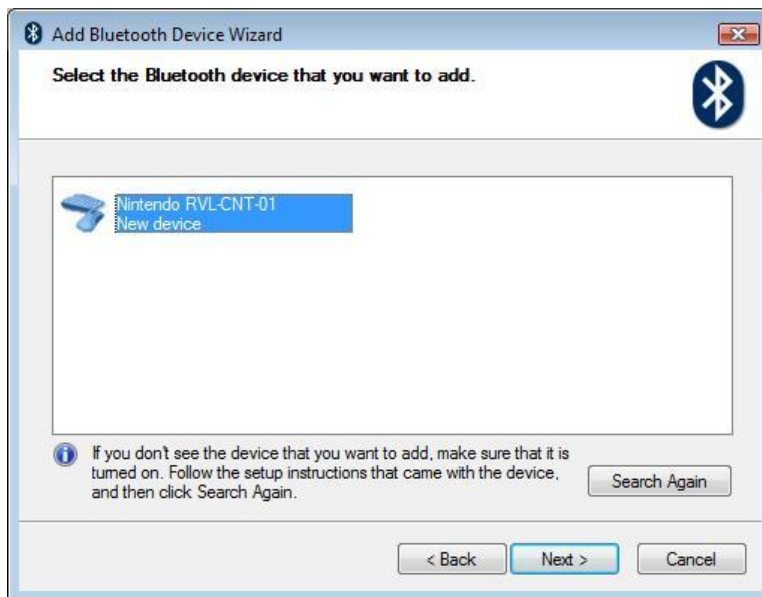 Add Bluetooth Device Wizard
Select the Bluetooth device that you want to add.
Nintendo RVL-CNT-01
New device
If you don't see the device that you want to add, make sure that it is
turned on. Follow the setup instructions that came with the device,
and then click Search Again.
Search Again
< Back
Next >
Cancel